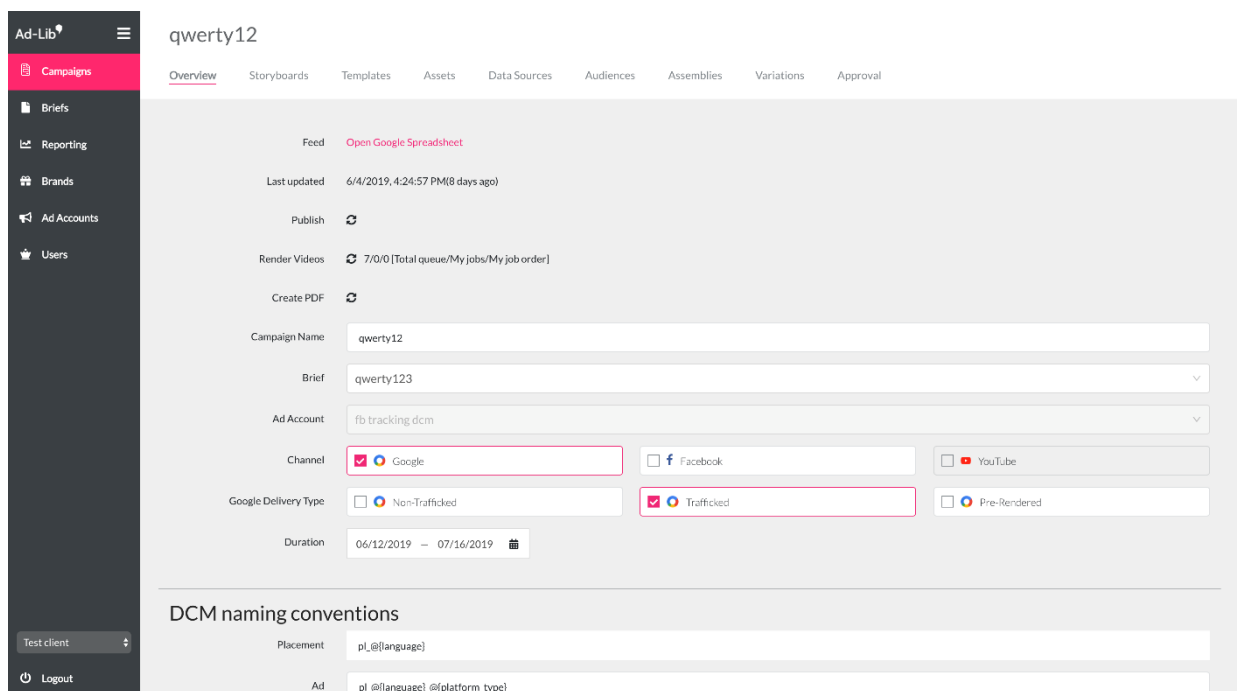 Ad-Lib
qwerty12
Campaigns
Overview Storyboards Templates Assets Data Sources Audiences Assemblies Variations Approval
Briefs
Reporting
Brands
Ad Accounts
Users
Feed Open Google Spreadsheet
Last updated 6/4/2019, 4:24:57 PM(8 days ago)
Publish
Render Videos 7/0/0 [Total queue/My jobs/My job order]
Create PDF
Campaign Name qwerty12
Brief qwerty123
Ad Account fb tracking dcm
Channel Google Facebook YouTube
Google Delivery Type Non-Trafficked Trafficked Pre-Rendered
Duration 06/12/2019 — 07/16/2019
DCM naming conventions
Placement pl_@{language}
Ad pl_@{language}_@{platform_type}
Test client
Logout